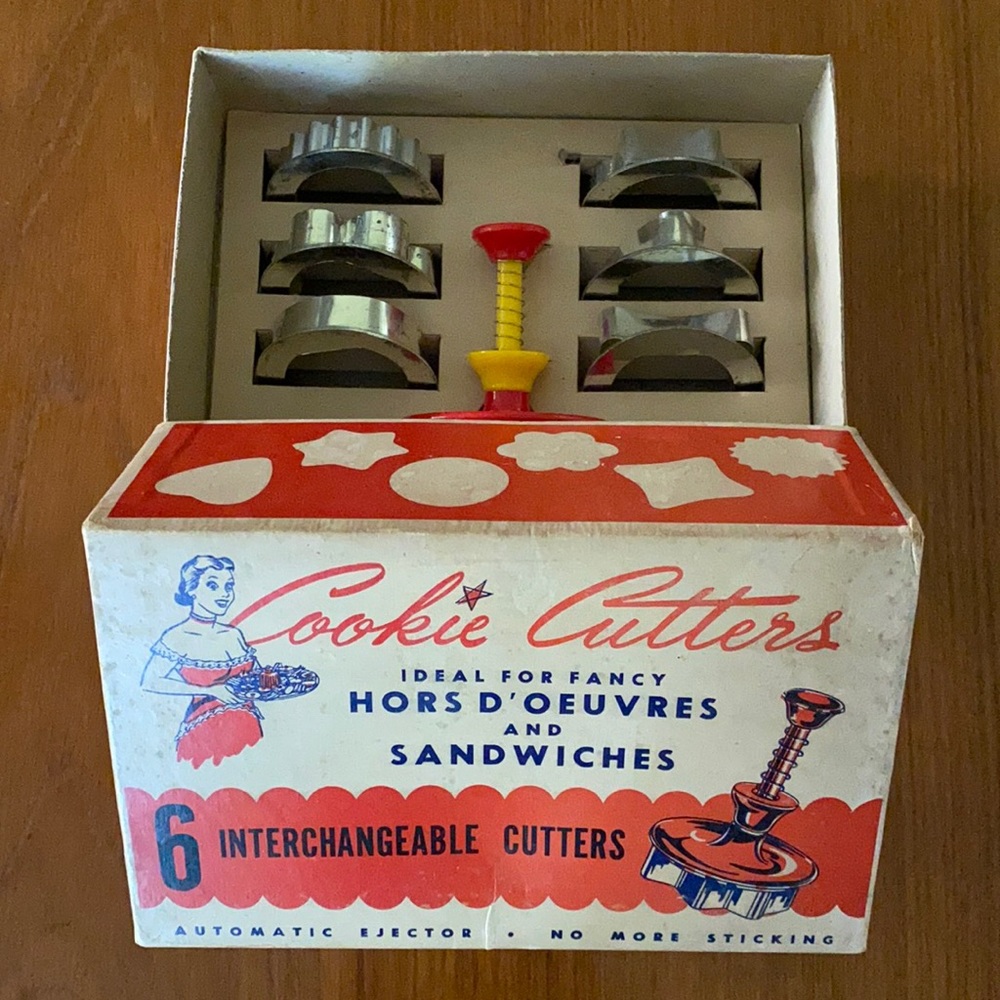 Cookie Cutters
IDEAL FOR FANCY
HORS D'OEUVRES
AND
SANDWICHES
6 INTERCHANGEABLE CUTTERS
AUTOMATIC EJECTOR • NO MORE STICKING